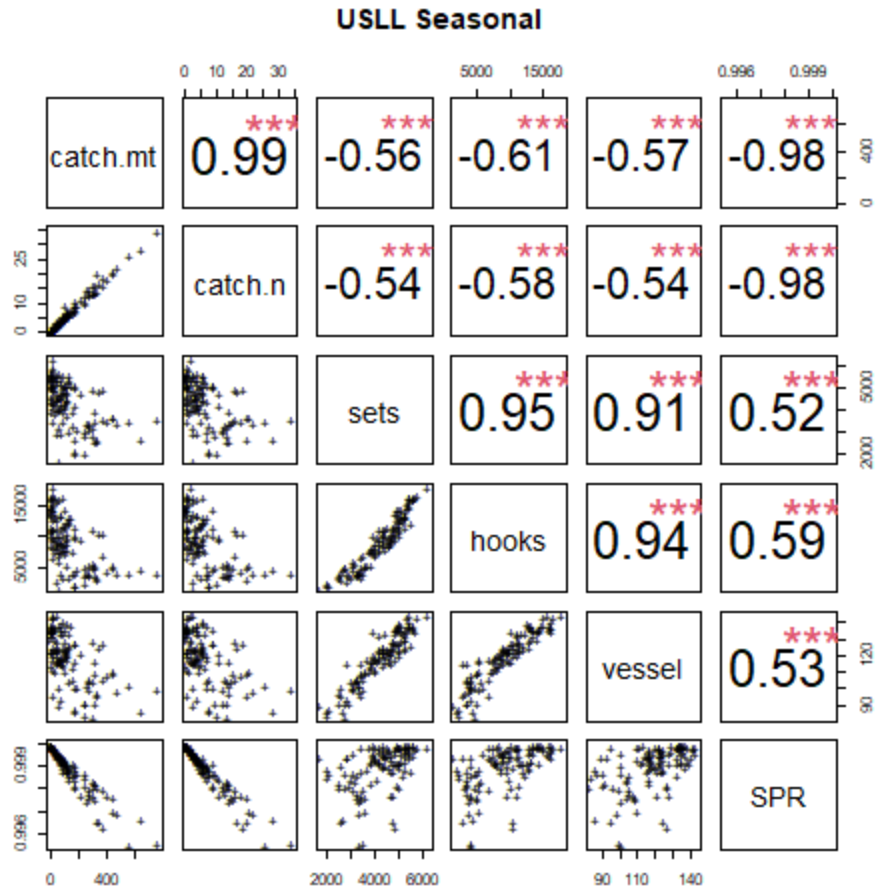 USLL Seasonal
0 10 20 30 5000 15000 0.996 0.999
*** *** *** *** ***
catch.mt 0.99 -0.56 -0.61 -0.57 -0.98 0 400
*** *** *** ***
0 10 25 catch.n -0.54 -0.58 -0.54 -0.98
*** *** ***
sets 0.95 0.91 0.52 2000 5000
*** ***
5000 15000 hooks 0.94 0.59
***
vessel 0.53 90 120
0.996 0.999 SPR
0 400 2000 4000 6000 90 110 140